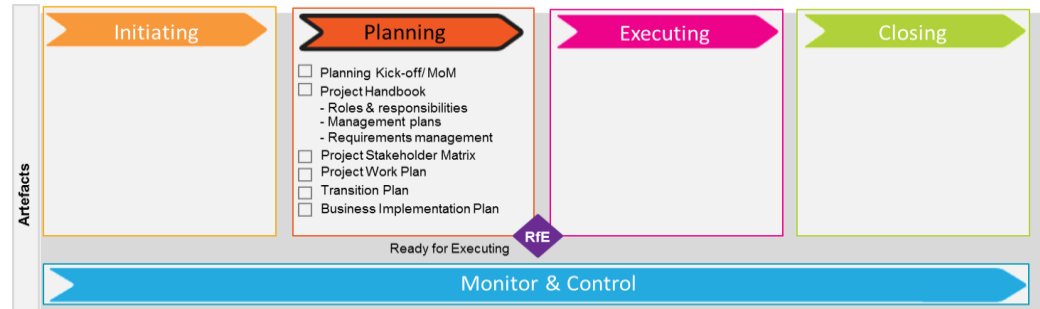 Initiating
Planning
Executing
Closing
Planning Kick-off/ MoM
Project Handbook
- Roles & responsibilities
- Management plans
- Requirements management
Project Stakeholder Matrix
Project Work Plan
Transition Plan
Business Implementation Plan
Artefacts
RfE
Ready for Executing
Monitor & Control